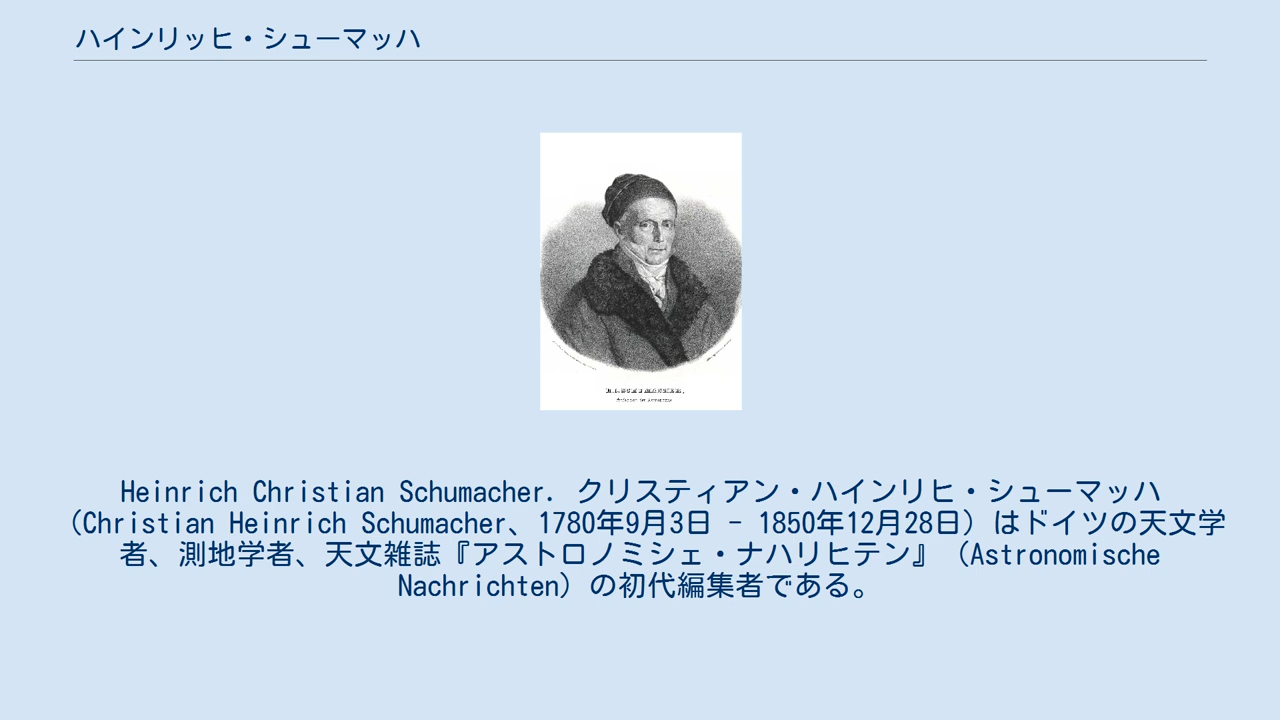 ハインリッヒ・シューマッハ
Heinrich Christian Schumacher. クリスティアン・ハインリヒ・シューマッハ
(Christian Heinrich Schumacher、1780年9月3日 - 1850年12月28日) はドイツの天文学
者、測地学者、天文雑誌『アストロノミシェ・ナハリヒテン』 (Astronomische
Nachrichten) の初代編集者である。